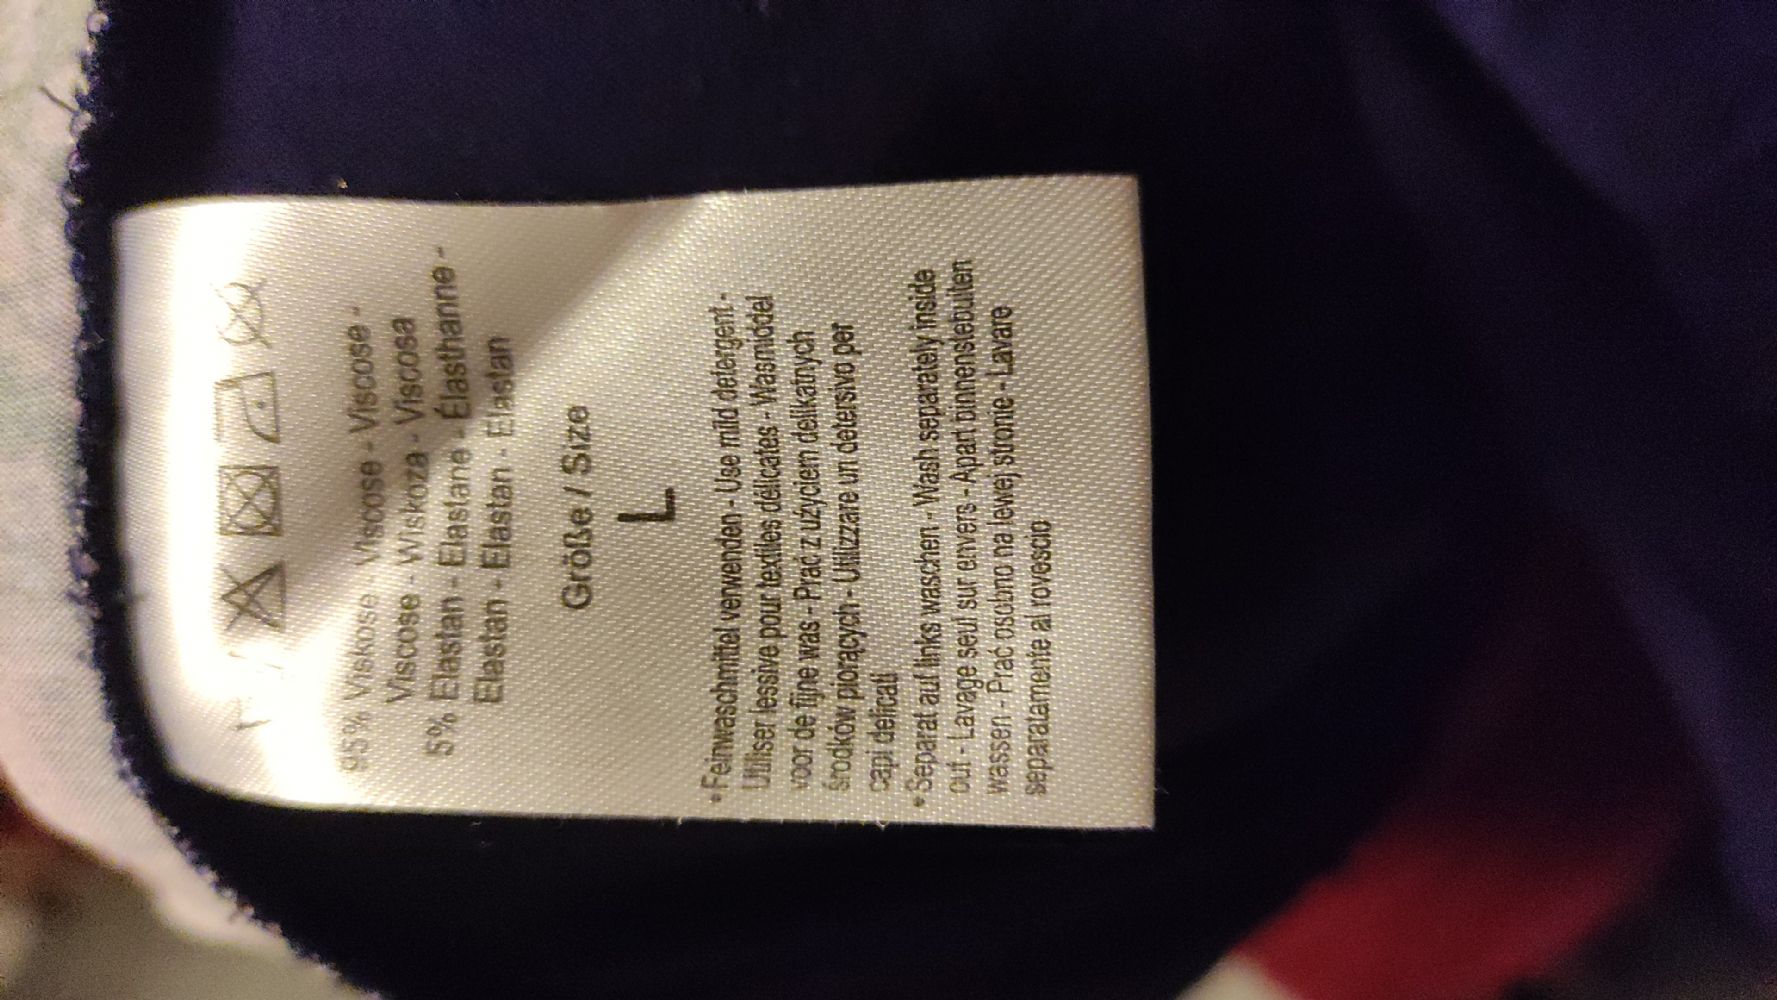 95% Viskose - Viscose - Viscose -
Viscose - Wiskoza - Viscosa
5% Elastan - Elastane - Élasthanne -
Elastan - Elastan - Elastan
Größe / Size
L
•Feinwaschmittel verwenden - Use mild detergent -
Utiliser lessive pour textiles délicates - Wasmiddel
voor de fijne was - Prać z użyciem delikatnych
środków piorących - Utilizzare un detersivo per
capi delicati
•Separat auf links waschen - Wash separately inside
out - Lavage seul sur envers - Apart binnenstebuiten
wassen - Prać osobno na lewej stronie - Lavare
separatamente al rovescio